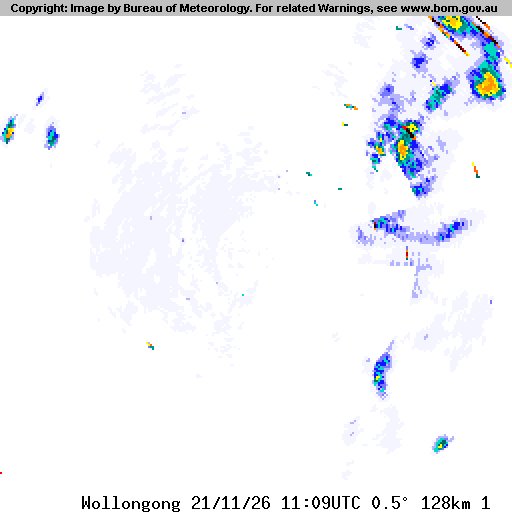 Copyright: Image by Bureau of Meteorology. For related Warnings, see www.bom.gov.au
Wollongong 21/11/26 11:09UTC 0.5° 128km 1